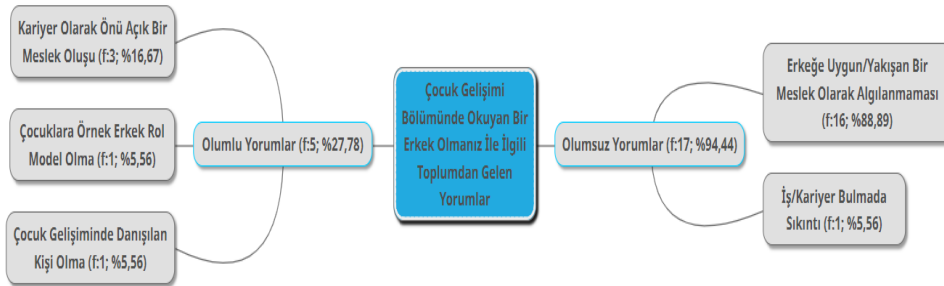 Kariyer Olarak Önü Açık Bir
Meslek Oluşu (f:3; %16,67)
Çocuklara Örnek Erkek Rol
Model Olma (f:1; %5,56)
Çocuk Gelişiminde Danışılan
Kişi Olma (f:1; %5,56)
Olumlu Yorumlar (f:5; %27,78)
Çocuk Gelişimi
Bölümünde Okuyan Bir
Erkek Olmanız İle İlgili
Toplumdan Gelen
Yorumlar
Olumsuz Yorumlar (f:17; %94,44)
Erkeğe Uygun/Yakışan Bir
Meslek Olarak Algılanmaması
(f:16; %88,89)
İş/Kariyer Bulmada
Sıkıntı (f:1; %5,56)